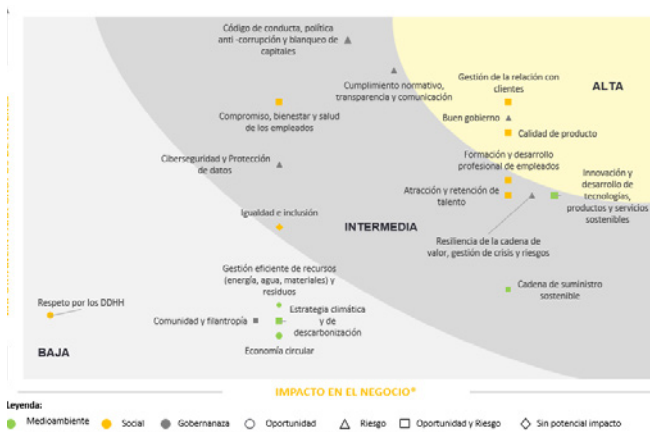 Código de conducta, política
anti -corrupción y blanqueo de
capitales
Cumplimiento normativo,
transparencia y comunicación
Gestión de la relación con
clientes
ALTA
Compromiso, bienestar y salud
de los empleados
Buen gobierno
Calidad de producto
Ciberseguridad y Protección
de datos
Formación y desarrollo
profesional de empleados
Atracción y retención de
talento
Innovación y
desarrollo de
tecnologías,
productos y servicios
sostenibles
Igualdad e inclusión
INTERMEDIA
Resiliencia de la cadena de
valor, gestión de crisis y riesgos
Gestión eficiente de recursos
(energía, agua, materiales) y
residuos
Cadena de suministro
sostenible
Respeto por los DDHH
Comunidad y filantropía
Estrategia climática
y de
descarbonización
BAJA
Economía circular
IMPACTO EN EL NEGOCIO*
Leyenda:
Medioambiente Social Gobernanaza Oportunidad Riesgo Oportunidad y Riesgo Sin potencial impacto